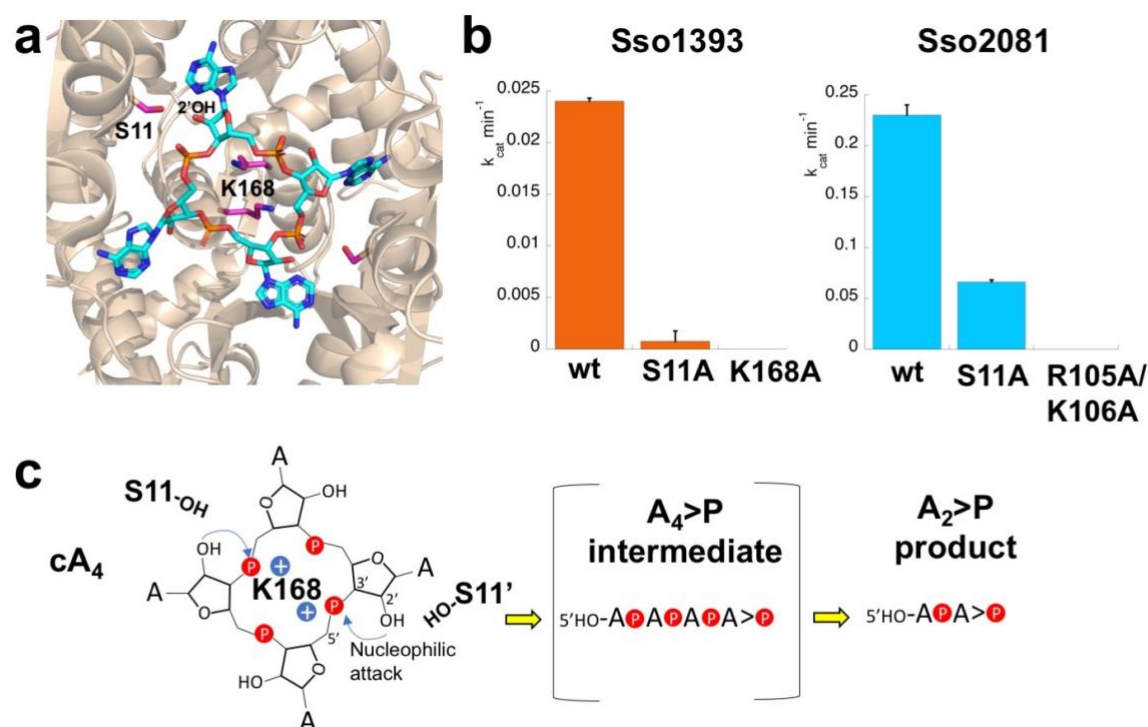 a
2'OH
S11
K168
b
Sso1393
k_cat min⁻¹
0.025
0.02
0.015
0.01
0.005
0
wt
S11A
K168A
Sso2081
k_cat min⁻¹
0.25
0.2
0.15
0.1
0.05
0
wt
S11A
R105A/
K106A
c
cA₄
S11-OH
A
OH
OH
A
P
P
+
K168
+
P
P
3'
2'
5'
A
OH
HO-S11'
Nucleophilic
attack
HO
A
A₄>P
intermediate
5'HO-APAPAPA>P
A₂>P
product
5'HO-APA>P